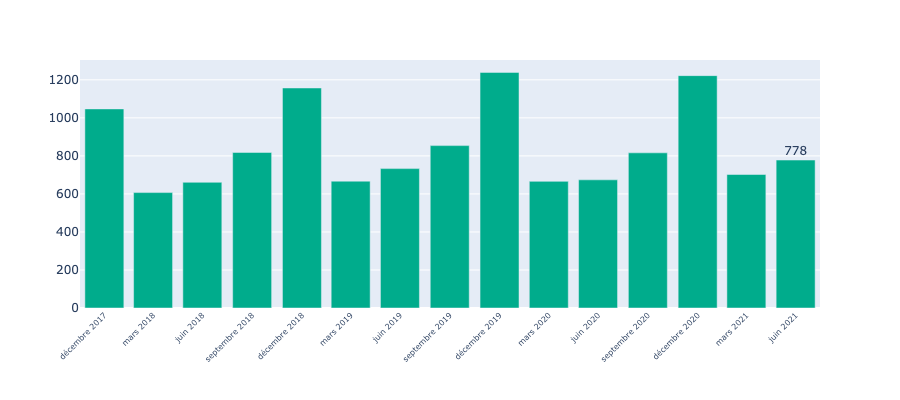 1200
1000
800
600
400
200
0
778
décembre 2017
mars 2018
juin 2018
septembre 2018
décembre 2018
mars 2019
juin 2019
septembre 2019
décembre 2019
mars 2020
juin 2020
septembre 2020
décembre 2020
mars 2021
juin 2021